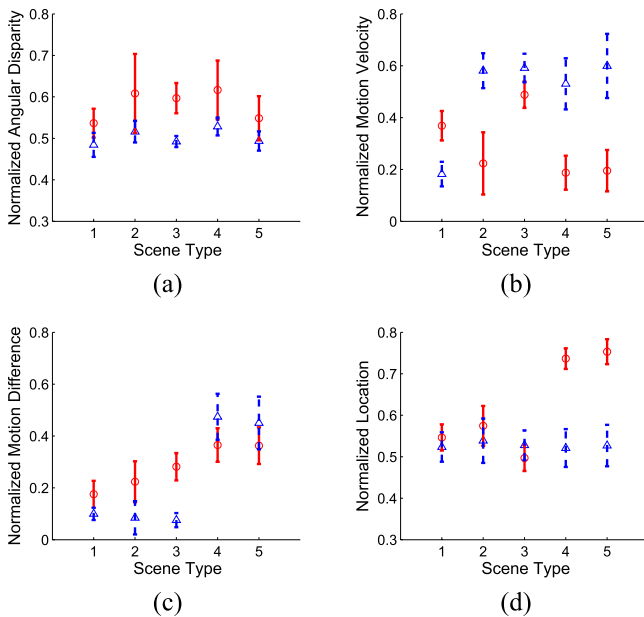 0.8
0.7
0.6
0.5
0.4
0.3
Normalized Angular Disparity
1 2 3 4 5
Scene Type
(a)
0.8
0.6
0.4
0.2
0
Normalized Motion Velocity
1 2 3 4 5
Scene Type
(b)
0.8
0.6
0.4
0.2
0
Normalized Motion Difference
1 2 3 4 5
Scene Type
(c)
0.8
0.7
0.6
0.5
0.4
0.3
Normalized Location
1 2 3 4 5
Scene Type
(d)